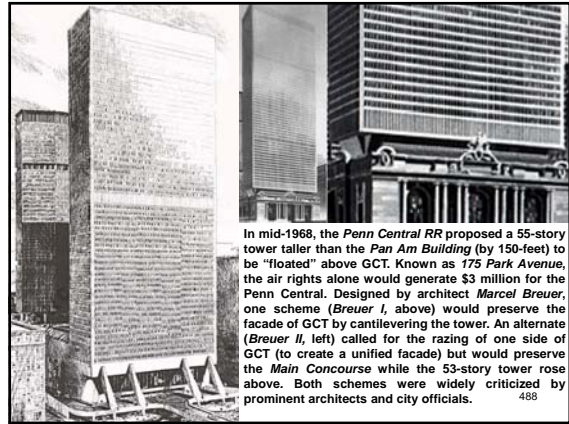 In mid-1968, the Penn Central RR proposed a 55-story
tower taller than the Pan Am Building (by 150-feet) to
be “floated” above GCT. Known as 175 Park Avenue,
the air rights alone would generate $3 million for the
Penn Central. Designed by architect Marcel Breuer,
one scheme (Breuer I, above) would preserve the
facade of GCT by cantilevering the tower. An alternate
(Breuer II, left) called for the razing of one side of
GCT (to create a unified facade) but would preserve
the Main Concourse while the 53-story tower rose
above. Both schemes were widely criticized by
prominent architects and city officials.
488